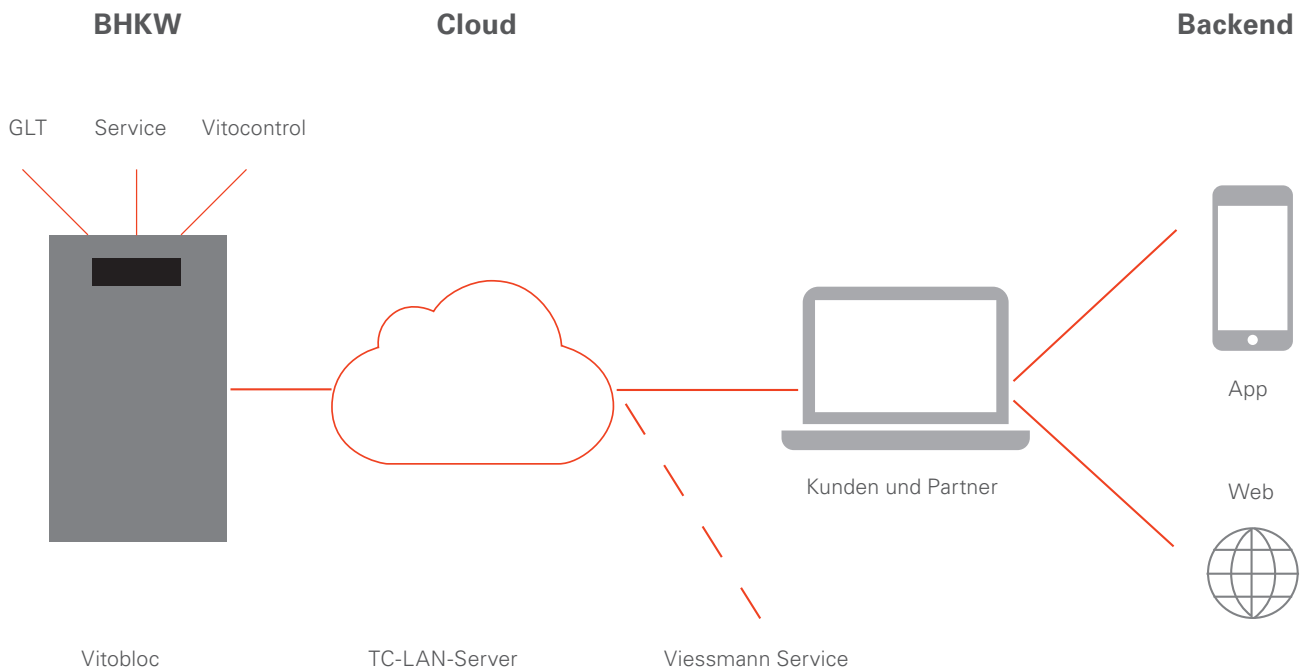 BHKW
Cloud
Backend
GLT
Service
Vitocontrol
App
Kunden und Partner
Web
Vitobloc
TC-LAN-Server
Viessmann Service